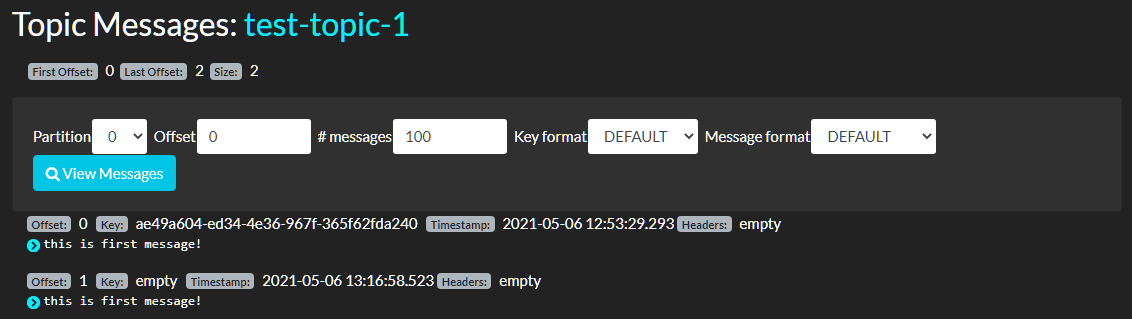 Topic Messages: test-topic-1
First Offset: 0 Last Offset: 2 Size: 2
Partition 0 Offset 0 # messages 100 Key format DEFAULT Message format DEFAULT
View Messages
Offset: 0 Key: ae49a604-ed34-4e36-967f-365f62fda240 Timestamp: 2021-05-06 12:53:29.293 Headers: empty
this is first message!
Offset: 1 Key: empty Timestamp: 2021-05-06 13:16:58.523 Headers: empty
this is first message!